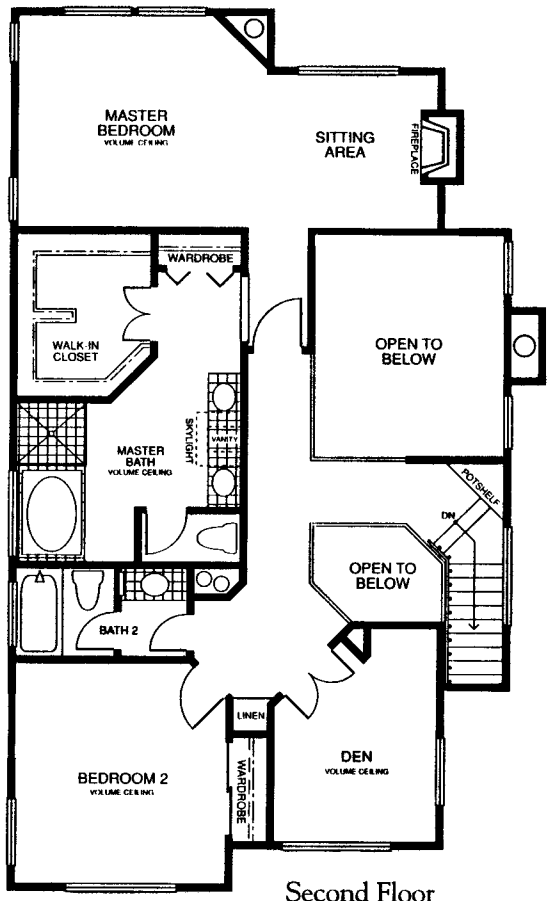 MASTER
BEDROOM
VOLUME CEILING
SITTING
AREA
FIREPLACE
WARDROBE
WALK-IN
CLOSET
OPEN TO
BELOW
MASTER
BATH
VOLUME CEILING
SKYLIGHT
VANITY
POTSHELF
DN
OPEN TO
BELOW
BATH 2
LINEN
BEDROOM 2
VOLUME CEILING
WARDROBE
DEN
VOLUME CEILING
Second Floor